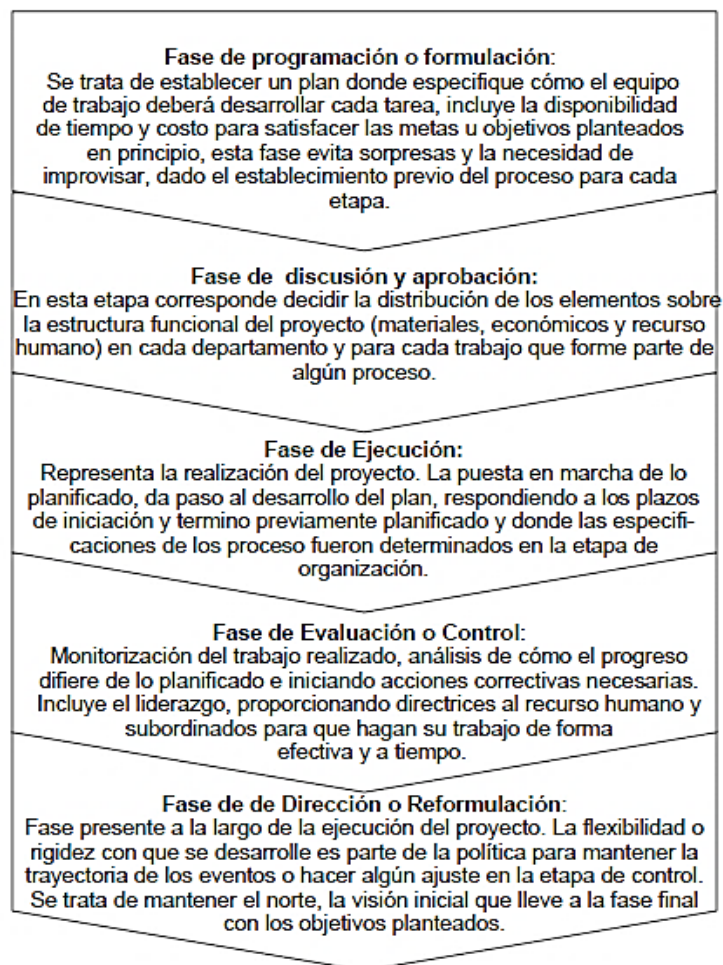 Fase de programación o formulación:
Se trata de establecer un plan donde especifique cómo el equipo
de trabajo deberá desarrollar cada tarea, incluye la disponibilidad
de tiempo y costo para satisfacer las metas u objetivos planteados
en principio, esta fase evita sorpresas y la necesidad de
improvisar, dado el establecimiento previo del proceso para cada
etapa.
Fase de discusión y aprobación:
En esta etapa corresponde decidir la distribución de los elementos sobre
la estructura funcional del proyecto (materiales, económicos y recurso
humano) en cada departamento y para cada trabajo que forme parte de
algún proceso.
Fase de Ejecución:
Representa la realización del proyecto. La puesta en marcha de lo
planificado, da paso al desarrollo del plan, respondiendo a los plazos
de iniciación y termino previamente planificado y donde las especifi-
caciones de los proceso fueron determinados en la etapa de
organización.
Fase de Evaluación o Control:
Monitorización del trabajo realizado, análisis de cómo el progreso
difiere de lo planificado e iniciando acciones correctivas necesarias.
Incluye el liderazgo, proporcionando directrices al recurso humano y
subordinados para que hagan su trabajo de forma
efectiva y a tiempo.
Fase de de Dirección o Reformulación:
Fase presente a la largo de la ejecución del proyecto. La flexibilidad o
rigidez con que se desarrolle es parte de la política para mantener la
trayectoria de los eventos o hacer algún ajuste en la etapa de control.
Se trata de mantener el norte, la visión inicial que lleve a la fase final
con los objetivos planteados.